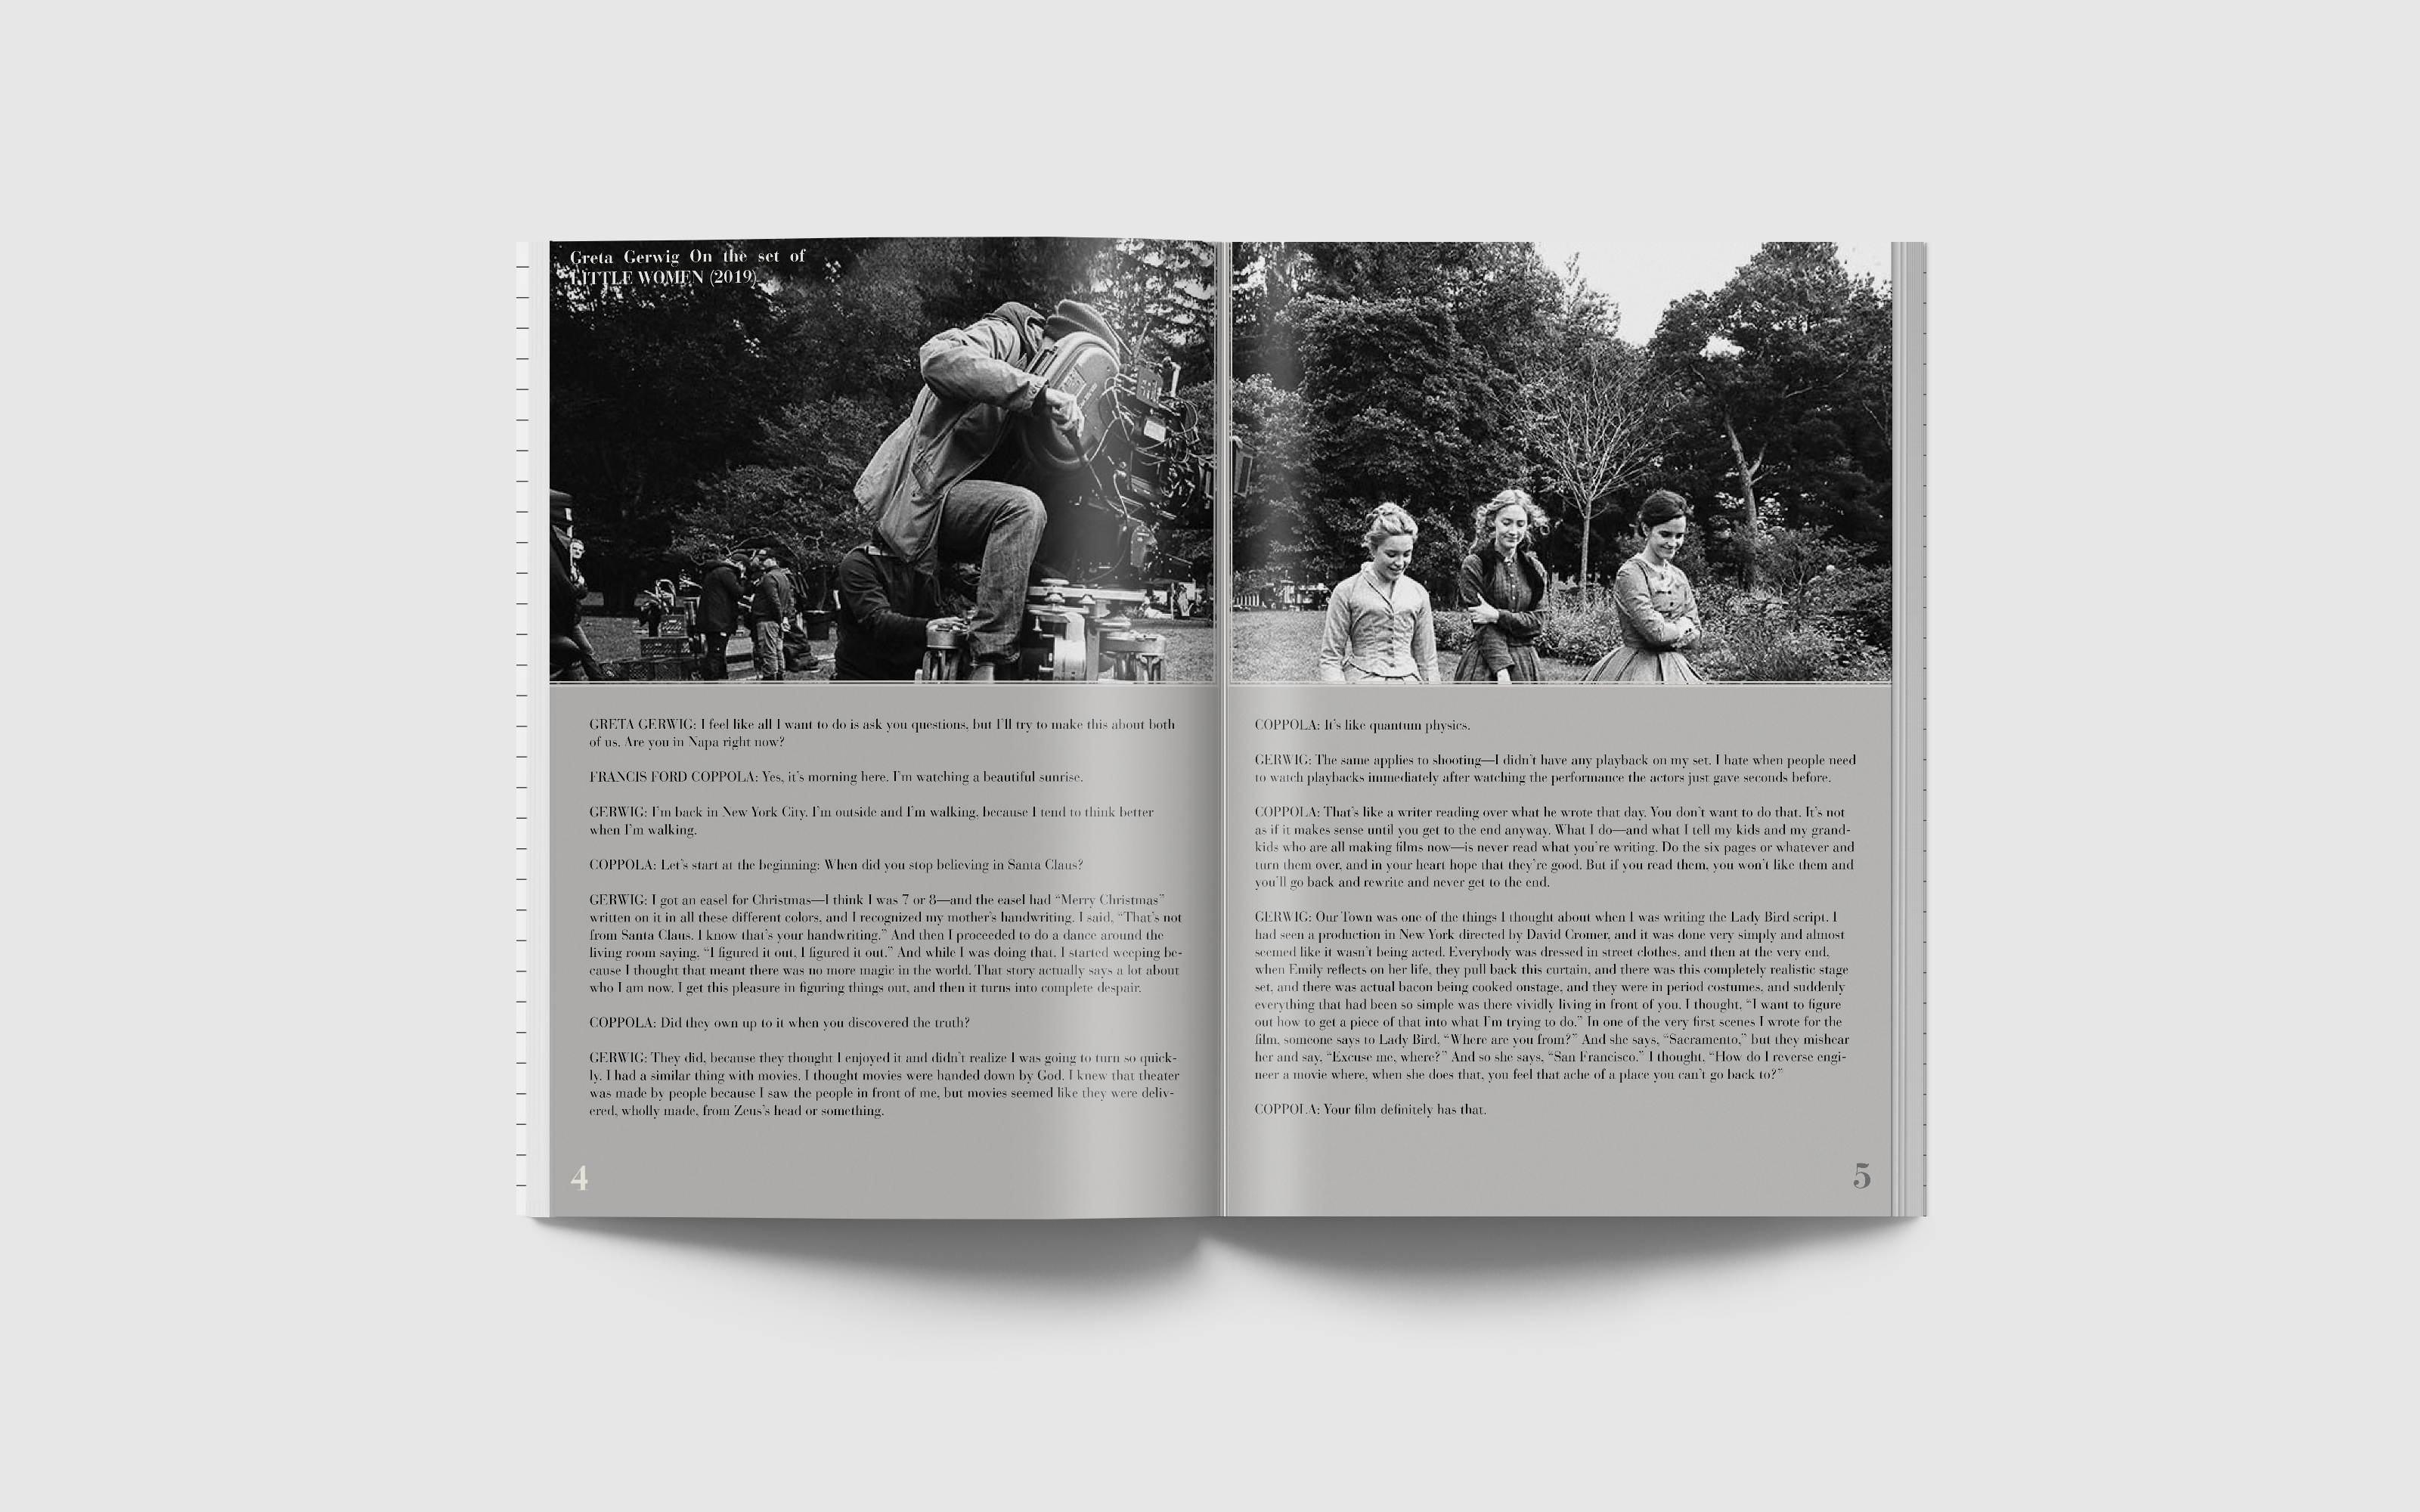 Greta Gerwig On the set of
LITTLE WOMEN (2019)
GRETA GERWIG: I feel like all I want to do is ask you questions, but I'll try to make this about both
of us. Are you in Napa right now?
FRANCIS FORD COPPOLA: Yes, it's morning here. I'm watching a beautiful sunrise.
GERWIG: I'm back in New York City. I'm outside and I'm walking, because I tend to think better
when I'm walking.
COPPOLA: Let's start at the beginning: When did you stop believing in Santa Claus?
GERWIG: I got an easel for Christmas—I think I was 7 or 8—and the easel had “Merry Christmas”
written on it in all these different colors, and I recognized my mother's handwriting. I said, “That's not
from Santa Claus. I know that's your handwriting.” And then I proceeded to do a dance around the
living room saying, “I figured it out, I figured it out.” And while I was doing that, I started weeping be-
cause I thought that meant there was no more magic in the world. That story actually says a lot about
who I am now. I get this pleasure in figuring things out, and then it turns into complete despair.
COPPOLA: Did they own up to it when you discovered the truth?
GERWIG: They did, because they thought I enjoyed it and didn't realize I was going to turn so quick-
ly. I had a similar thing with movies. I thought movies were handed down by God. I knew that theater
was made by people because I saw the people in front of me, but movies seemed like they were deliv-
ered, wholly made, from Zeus's head or something.
4
COPPOLA: It's like quantum physics.
GERWIG: The same applies to shooting—I didn't have any playback on my set. I hate when people need
to watch playbacks immediately after watching the performance the actors just gave seconds before.
COPPOLA: That's like a writer reading over what he wrote that day. You don't want to do that. It's not
as if it makes sense until you get to the end anyway. What I do—and what I tell my kids and my grand-
kids who are all making films now—is never read what you're writing. Do the six pages or whatever and
turn them over, and in your heart hope that they're good. But if you read them, you won't like them and
you'll go back and rewrite and never get to the end.
GERWIG: Our Town was one of the things I thought about when I was writing the Lady Bird script. I
had seen a production in New York directed by David Cromer, and it was done very simply and almost
seemed like it wasn't being acted. Everybody was dressed in street clothes, and then at the very end,
when Emily reflects on her life, they pull back this curtain, and there was this completely realistic stage
set, and there was actual bacon being cooked onstage, and they were in period costumes, and suddenly
everything that had been so simple was there vividly living in front of you. I thought, “I want to figure
out how to get a piece of that into what I'm trying to do.” In one of the very first scenes I wrote for the
film, someone says to Lady Bird, “Where are you from?” And she says, “Sacramento,” but they mishear
her and say, “Excuse me, where?” And so she says, “San Francisco.” I thought, “How do I reverse engi-
neer a movie where, when she does that, you feel that ache of a place you can't go back to?”
COPPOLA: Your film definitely has that.
5